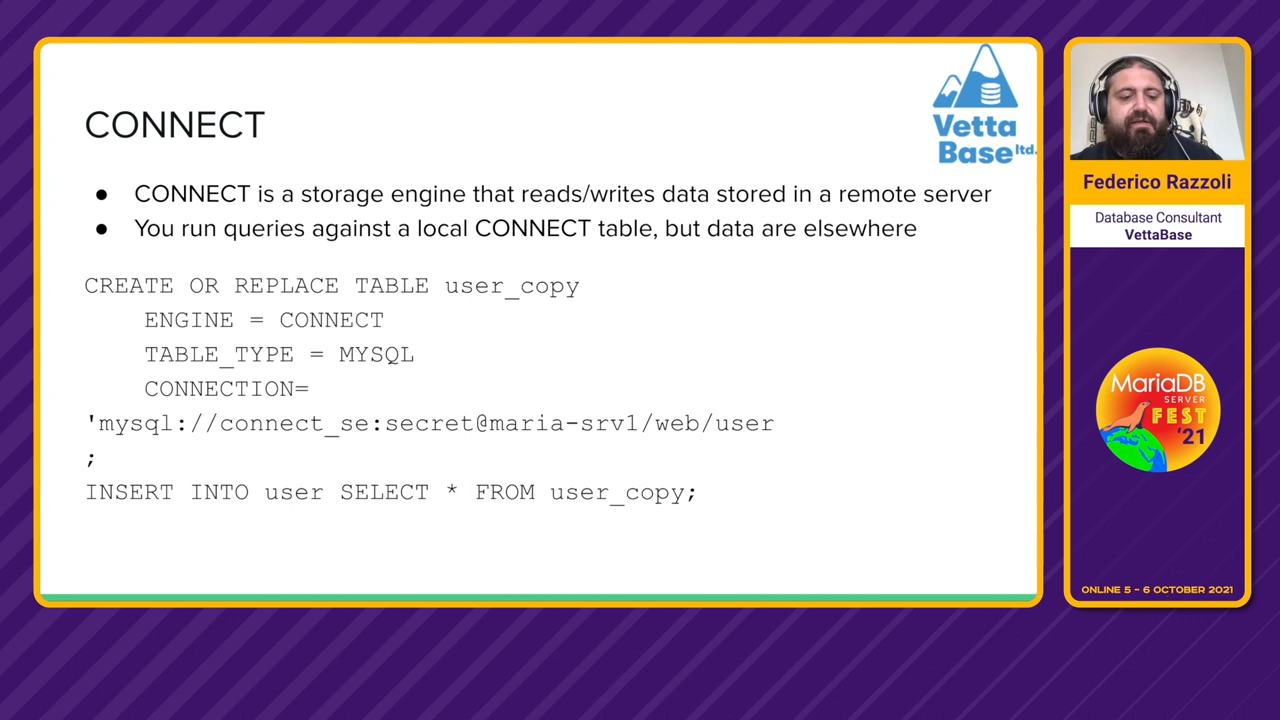 CONNECT
● CONNECT is a storage engine that reads/writes data stored in a remote server
● You run queries against a local CONNECT table, but data are elsewhere
CREATE OR REPLACE TABLE user_copy
ENGINE = CONNECT
TABLE_TYPE = MYSQL
CONNECTION=
'mysql://connect_se:secret@maria-srv1/web/user
;
INSERT INTO user SELECT * FROM user_copy;
Vetta
Base ltd.
Federico Razzoli
Database Consultant
VettaBase
MariaDB
SERVER
FEST
'21
ONLINE 5 - 6 OCTOBER 2021